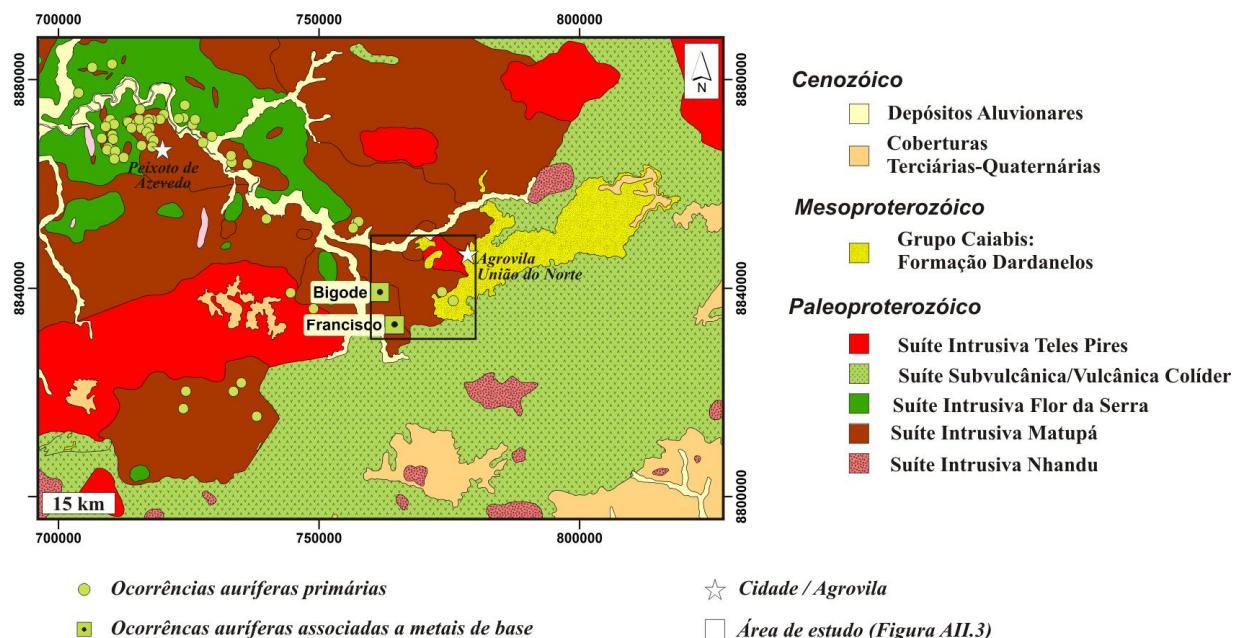 700000
750000
800000
8880000
8880000
N
Peixoto de
Azevedo
Agrovila
União do Norte
8840000
8840000
Bigode
Francisco
15 km
8800000
8800000
700000
750000
800000
Cenozóico
Depósitos Aluvionares
Coberturas
Terciárias-Quaternárias
Mesoproterozóico
Grupo Caiabis:
Formação Dardanelos
Paleoproterozóico
Suíte Intrusiva Teles Pires
Suíte Subvulcânica/Vulcânica Colíder
Suíte Intrusiva Flor da Serra
Suíte Intrusiva Matupá
Suíte Intrusiva Nhandu
Ocorrências auríferas primárias
Cidade / Agrovila
Ocorrêncas auríferas associadas a metais de base
Área de estudo (Figura AII.3)